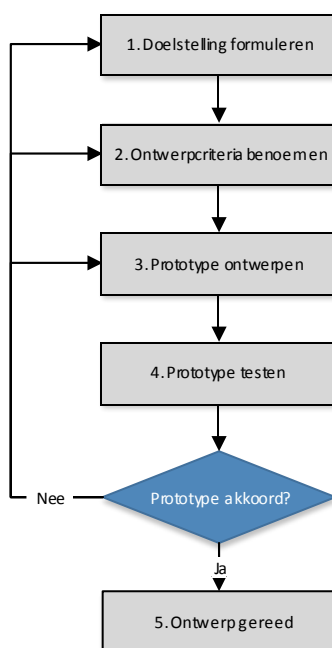 1. Doelstelling formuleren
2. Ontwerpcriteria benoemen
3. Prototype ontwerpen
4. Prototype testen
Nee
Prototype akkoord?
Ja
5. Ontwerp gereed